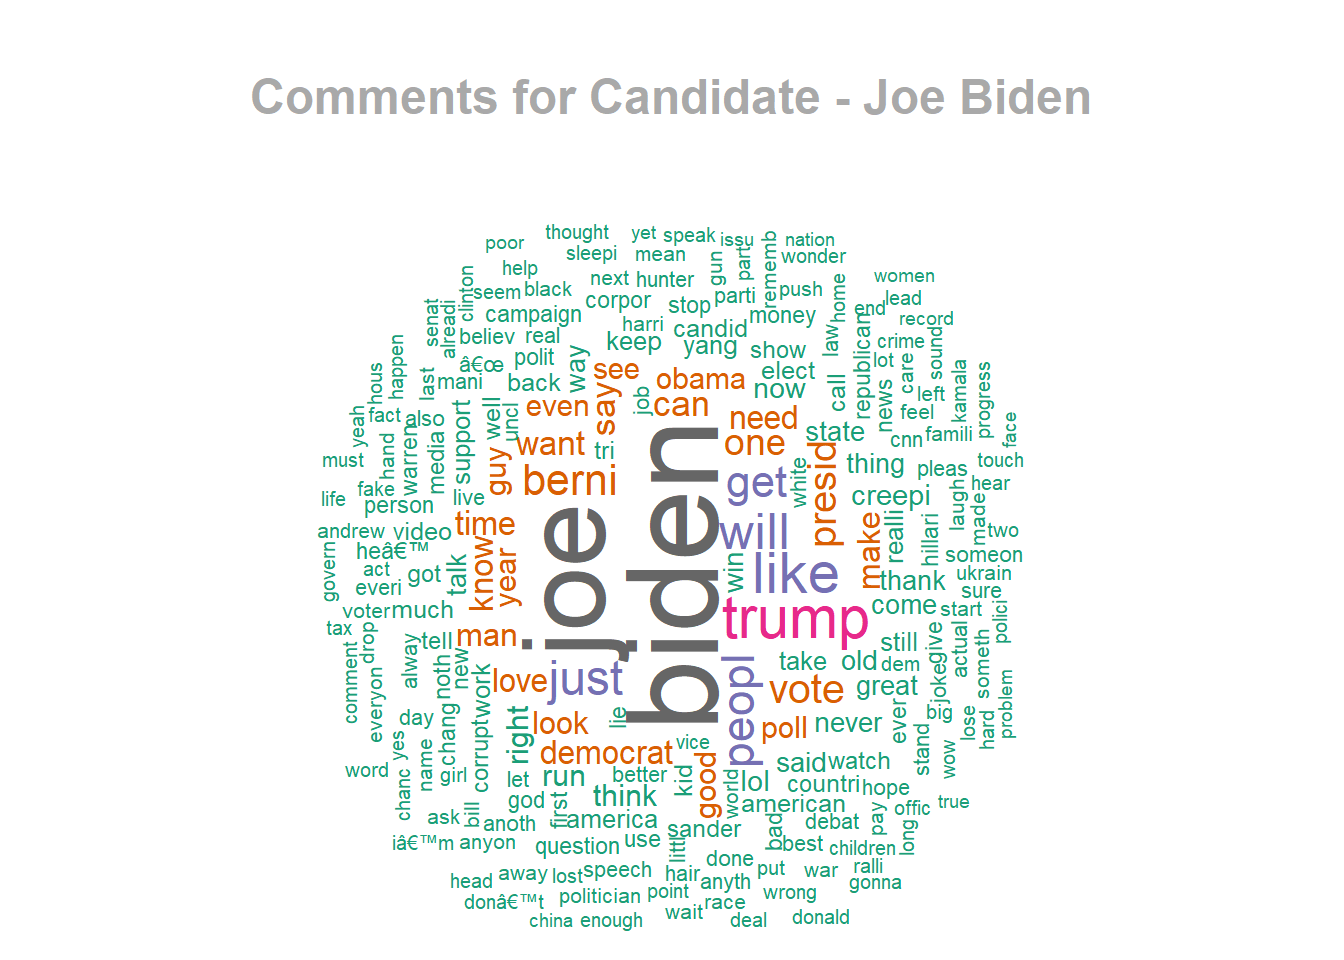 Comments for Candidate - Joe Biden
thought yet speak issu nation
poor sleepi mean gun part rememb wonder
help next hunter women
clinton seem black corpor stop parti push home end lead
senat alreadi campaign harri candid money record
believ real keep yang show law republican crime
happen â€œ polit way see obama elect lot care sound
hous last mani back job can now call news left kamala progress
yeah fact also well uncl even say need feel face
warren media support want tri one state cnn famili
must hand guy berni get white presid thing pleas touch
life fake person live creepi laugh hear
andrew video time joe biden will make realli hillari made two
govern heâ€™ know like win someon
act got talk year thank ukrain
everi sure
voter much trump come start polici
tax drop man still give actual
alway tell new just peopl take old dem someth
comment everyon noth love vote great joke problem
day chang work look lie poll never ever big lose hard
yes right democrat vice stand wow
word name girl corrupt run better kid good said watch
chanc let think world lol countri hope
god american offic true
ask bill anoth first america sander bad debat pay long
iâ€™m anyon question use littl best children
away speech hair done put war ralli
head lost anyth gonna
donâ€™t politician point race wrong
china enough wait deal donald